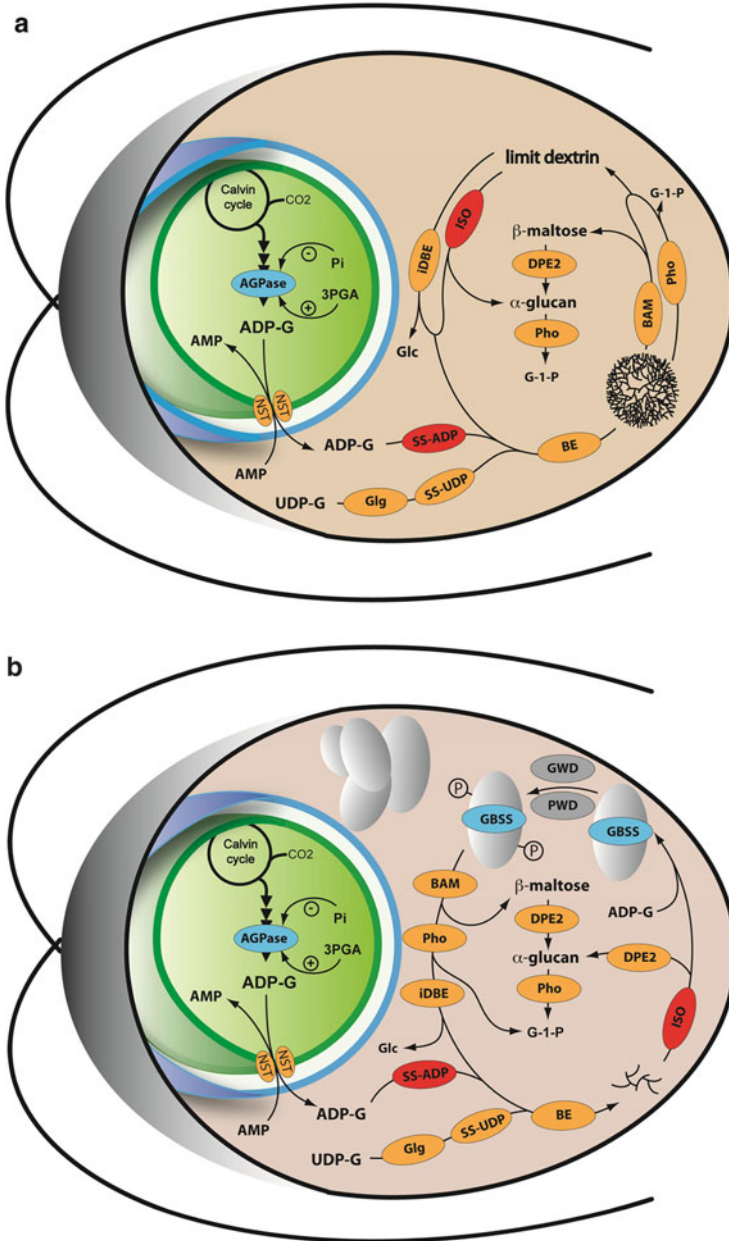 a
Calvin
cycle
CO2
AGPase
-
Pi
+
3PGA
ADP-G
AMP
NST
NST
AMP
ADP-G
SS-ADP
UDP-G
Glg
SS-UDP
BE
limit dextrin
iDBE
ISO
Glc
β-maltose
DPE2
α-glucan
Pho
G-1-P
G-1-P
Pho
BAM
b
Calvin
cycle
CO2
AGPase
-
Pi
+
3PGA
ADP-G
AMP
NST
NST
AMP
ADP-G
SS-ADP
UDP-G
Glg
SS-UDP
BE
P
GBSS
P
GWD
PWD
GBSS
BAM
β-maltose
ADP-G
Pho
DPE2
α-glucan
DPE2
iDBE
Pho
Glc
G-1-P
ISO